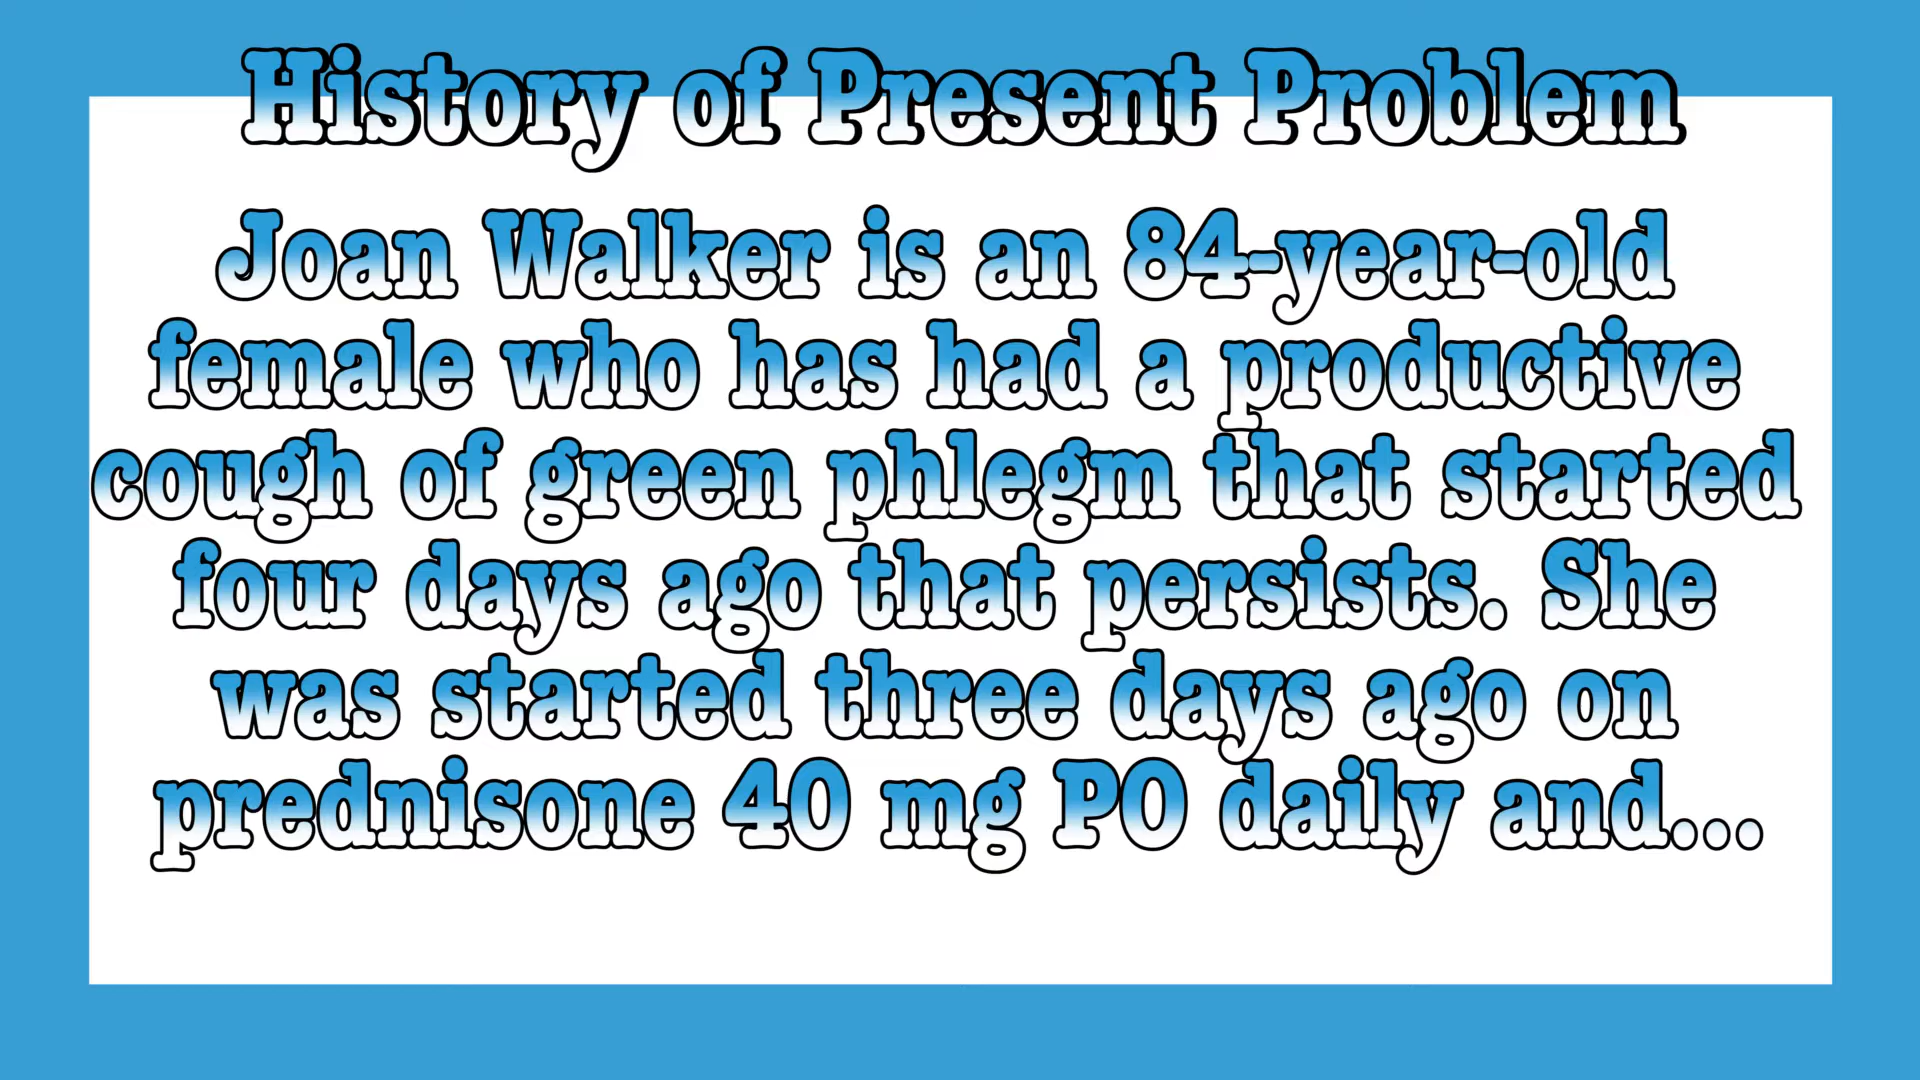 History of Present Problem
Joan Walker is an 84-year-old
female who has had a productive
cough of green phlegm that started
four days ago that persists. She
was started three days ago on
prednisone 40 mg PO daily and...